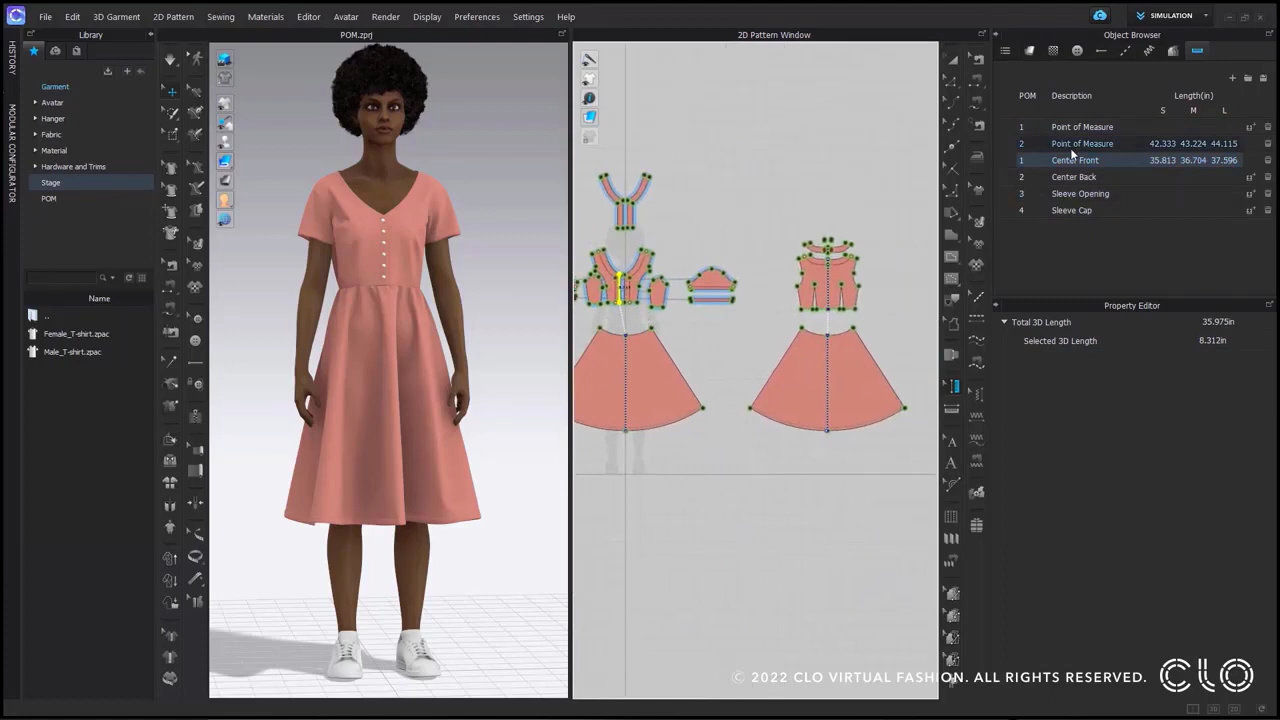 File Edit 3D Garment 2D Pattern Sewing Materials Editor Avatar Render Display Preferences Settings Help
SIMULATION
HISTORY
MODULAR CONFIGURATOR
Library
Garment
Avatar
Hanger
Fabric
Material
Hardware and Trims
Stage
POM
Name
..
Female_T-shirt.zpac
Male_T-shirt.zpac
POM.zprj
2D Pattern Window
Object Browser
POM Description Length(in)
S M L
1 Point of Measure
2 Point of Measure 42.333 43.224 44.115
1 Center Front 35.813 36.704 37.596
2 Center Back
3 Sleeve Opening
4 Sleeve Cap
Property Editor
Total 3D Length 35.975in
Selected 3D Length 8.312in
© 2022 CLO VIRTUAL FASHION. ALL RIGHTS RESERVED.
CLO